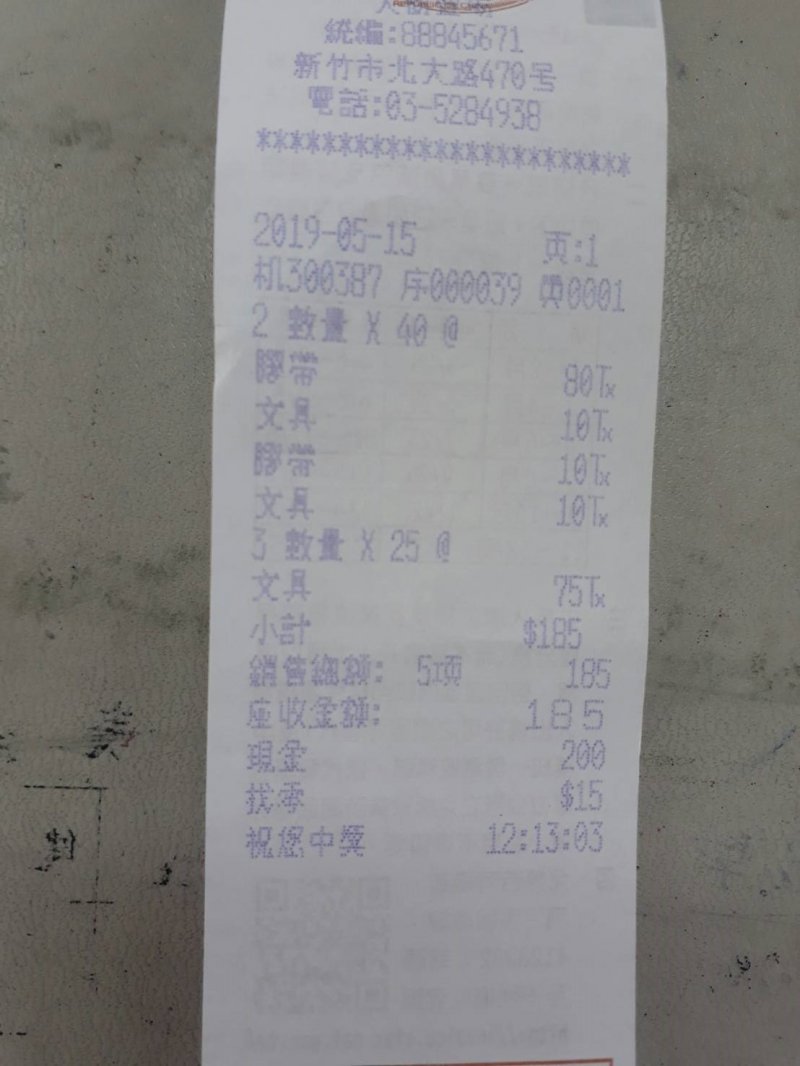 統編:88845671
新竹市北大路470号
電話:03-5284938
************************
2019-05-15 页:1
机300387 序000039 頁0001
2 數量 X 40 @
膠帶 80Tx
文具 10Tx
膠帶 10Tx
文具 10Tx
3 數量 X 25 @
文具 75Tx
小計 $185
銷售總額: 5项 185
座收金額: 185
現金 200
找零 $15
祝您中獎 12:13:03